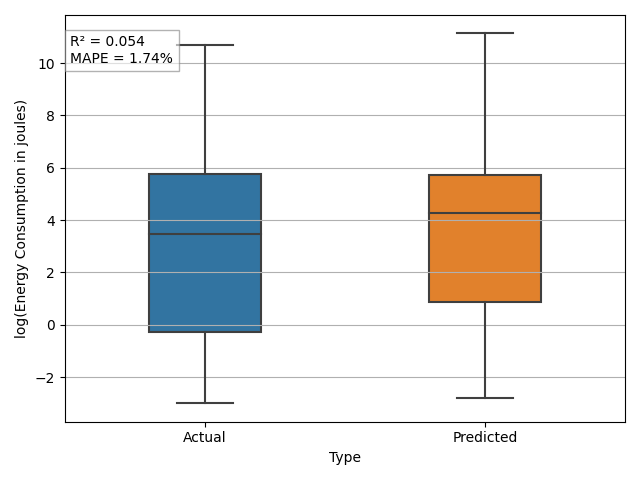 R² = 0.054
MAPE = 1.74%
10
8
6
4
2
0
−2
log(Energy Consumption in joules)
Actual
Predicted
Type